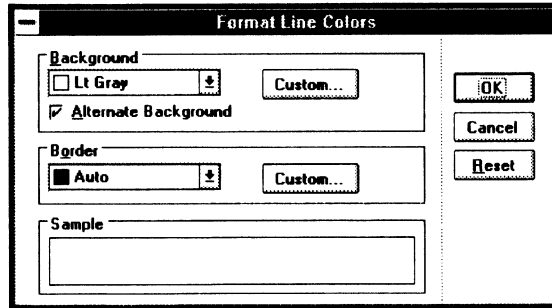 Format Line Colors
Background
Lt Gray
Custom...
Alternate Background
Border
Auto
Custom...
Sample
OK
Cancel
Reset